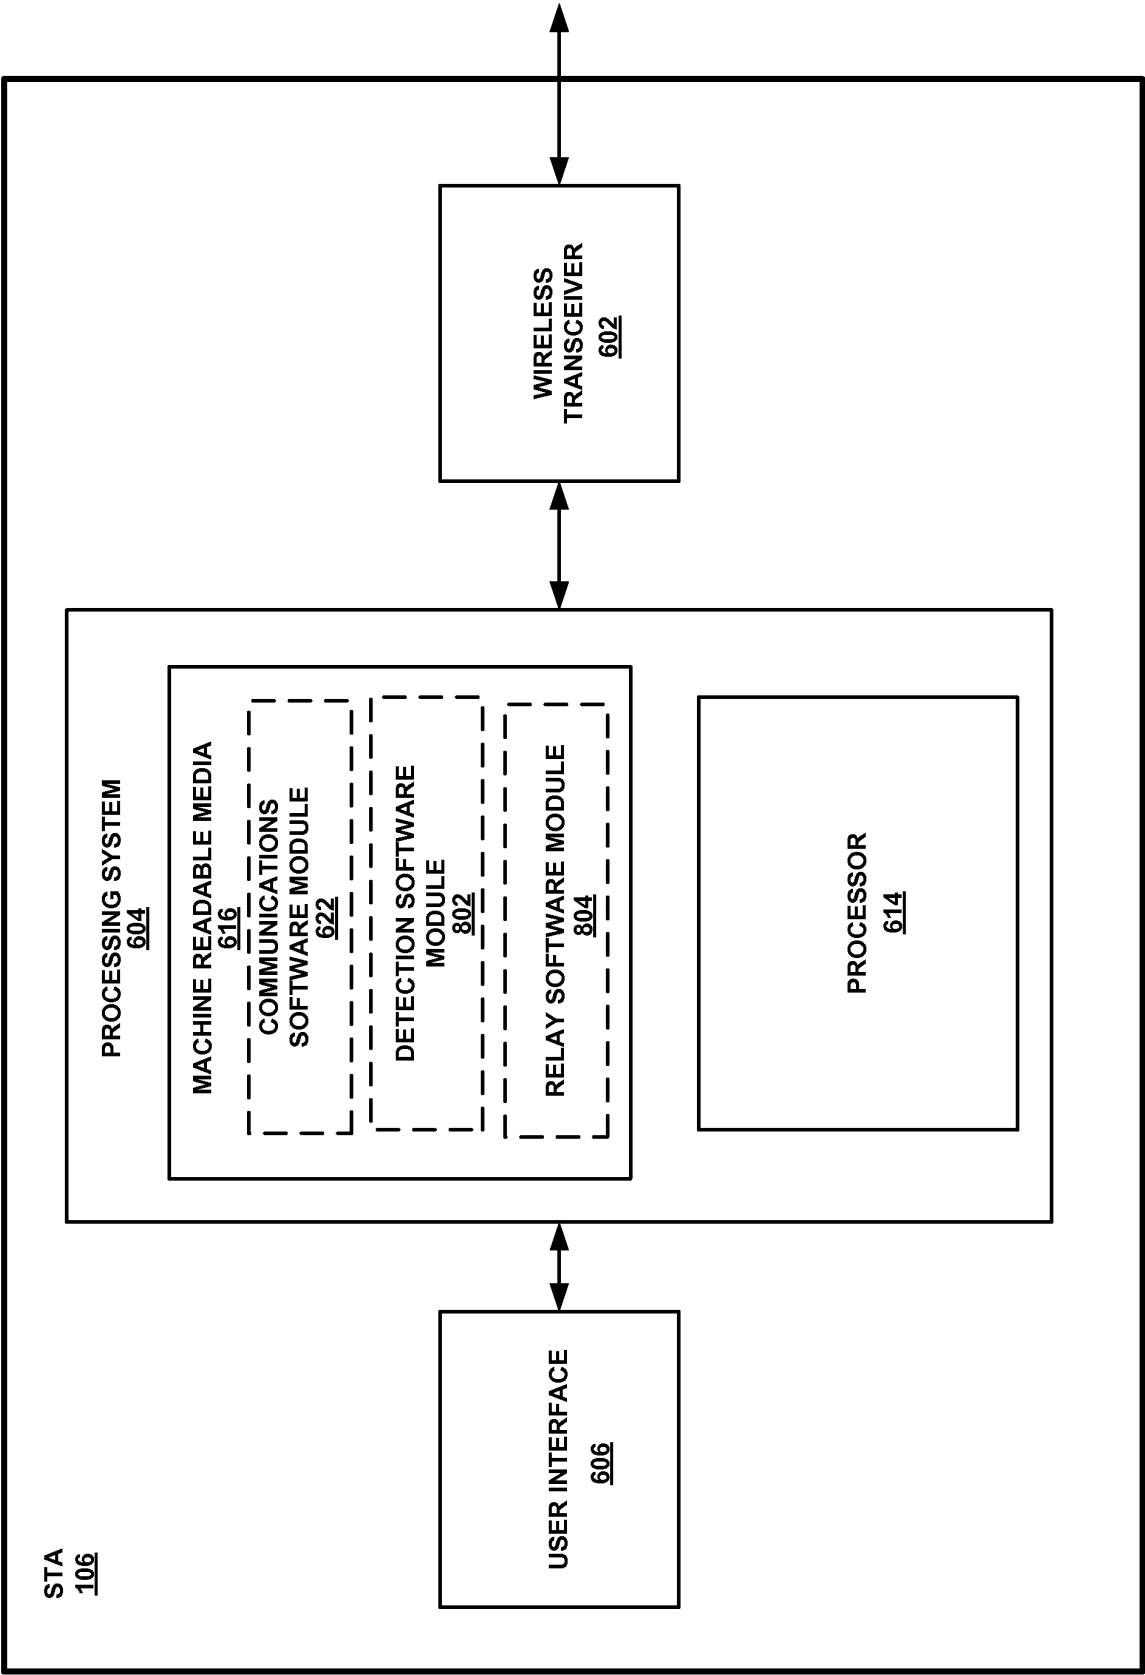 STA
106
USER INTERFACE
606
PROCESSING SYSTEM
604
MACHINE READABLE MEDIA
616
COMMUNICATIONS
SOFTWARE MODULE
622
DETECTION SOFTWARE
MODULE
802
RELAY SOFTWARE MODULE
804
PROCESSOR
614
WIRELESS
TRANSCEIVER
602